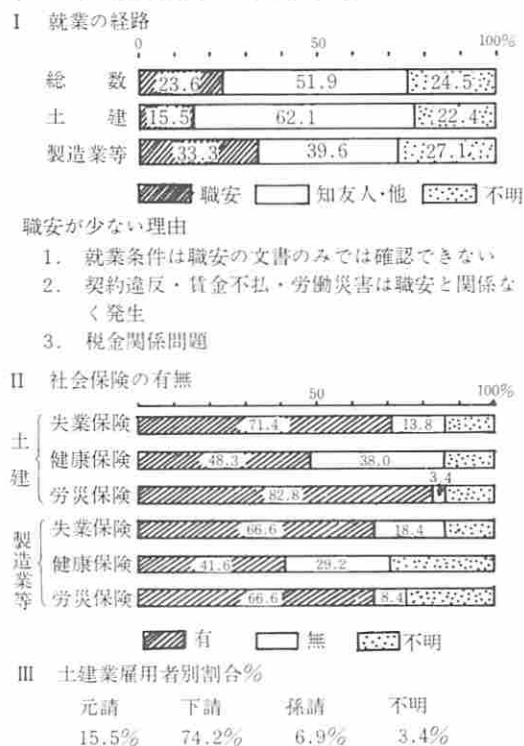 I 就業の経路
0 50 100%
総数 23.6 51.9 24.5
土建 15.5 62.1 22.4
製造業等 33.3 39.6 27.1
職安 知友人・他 不明
職安が少ない理由
1. 就業条件は職安の文書のみでは確認できない
2. 契約違反・賃金不払・労働災害は職安と関係な
く発生
3. 税金関係問題
II 社会保険の有無
50 100%
土建
失業保険 71.4 13.8
健康保険 48.3 38.0
3.4
労災保険 82.8
製造業等
失業保険 66.6 18.4
健康保険 41.6 29.2
労災保険 66.6 8.4
有 無 不明
III 土建業雇用者別割合%
元請 下請 孫請 不明
15.5% 74.2% 6.9% 3.4%